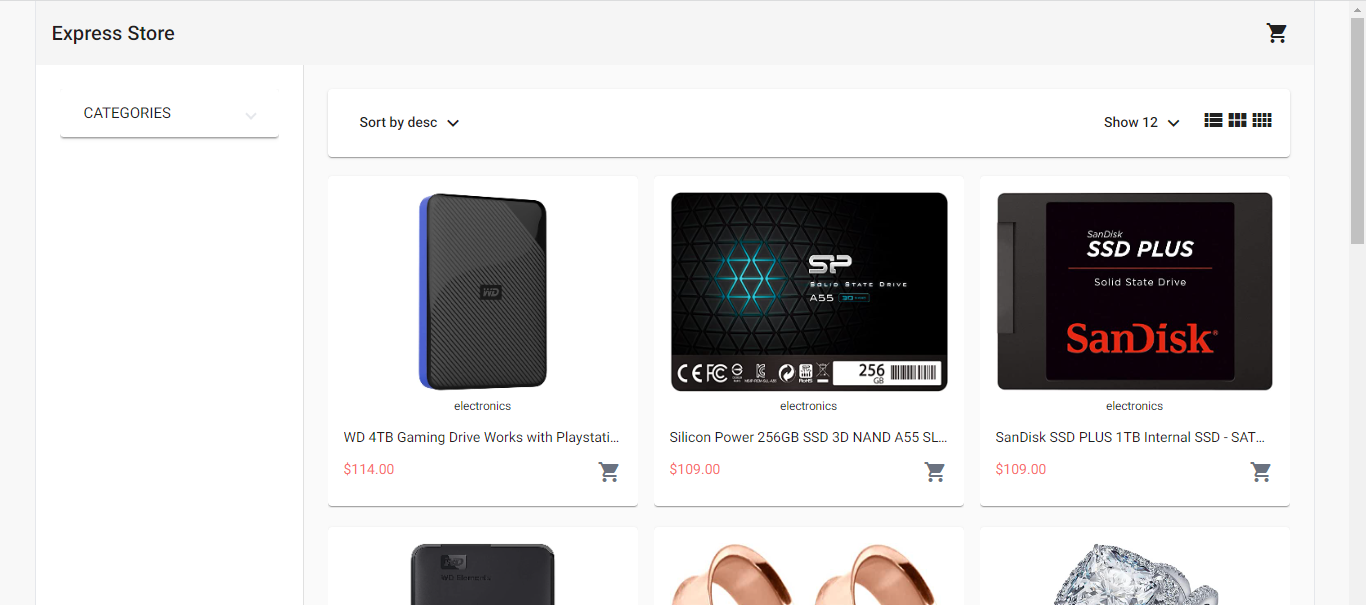 Express Store
CATEGORIES
Sort by desc
Show 12
WD
SP
SOLID STATE DRIVE
A55
256
GB
SanDisk
SSD PLUS
Solid State Drive
SanDisk
electronics
electronics
electronics
WD 4TB Gaming Drive Works with Playstati...
Silicon Power 256GB SSD 3D NAND A55 SL...
SanDisk SSD PLUS 1TB Internal SSD - SAT...
$114.00
$109.00
$109.00
WD
WD Elements